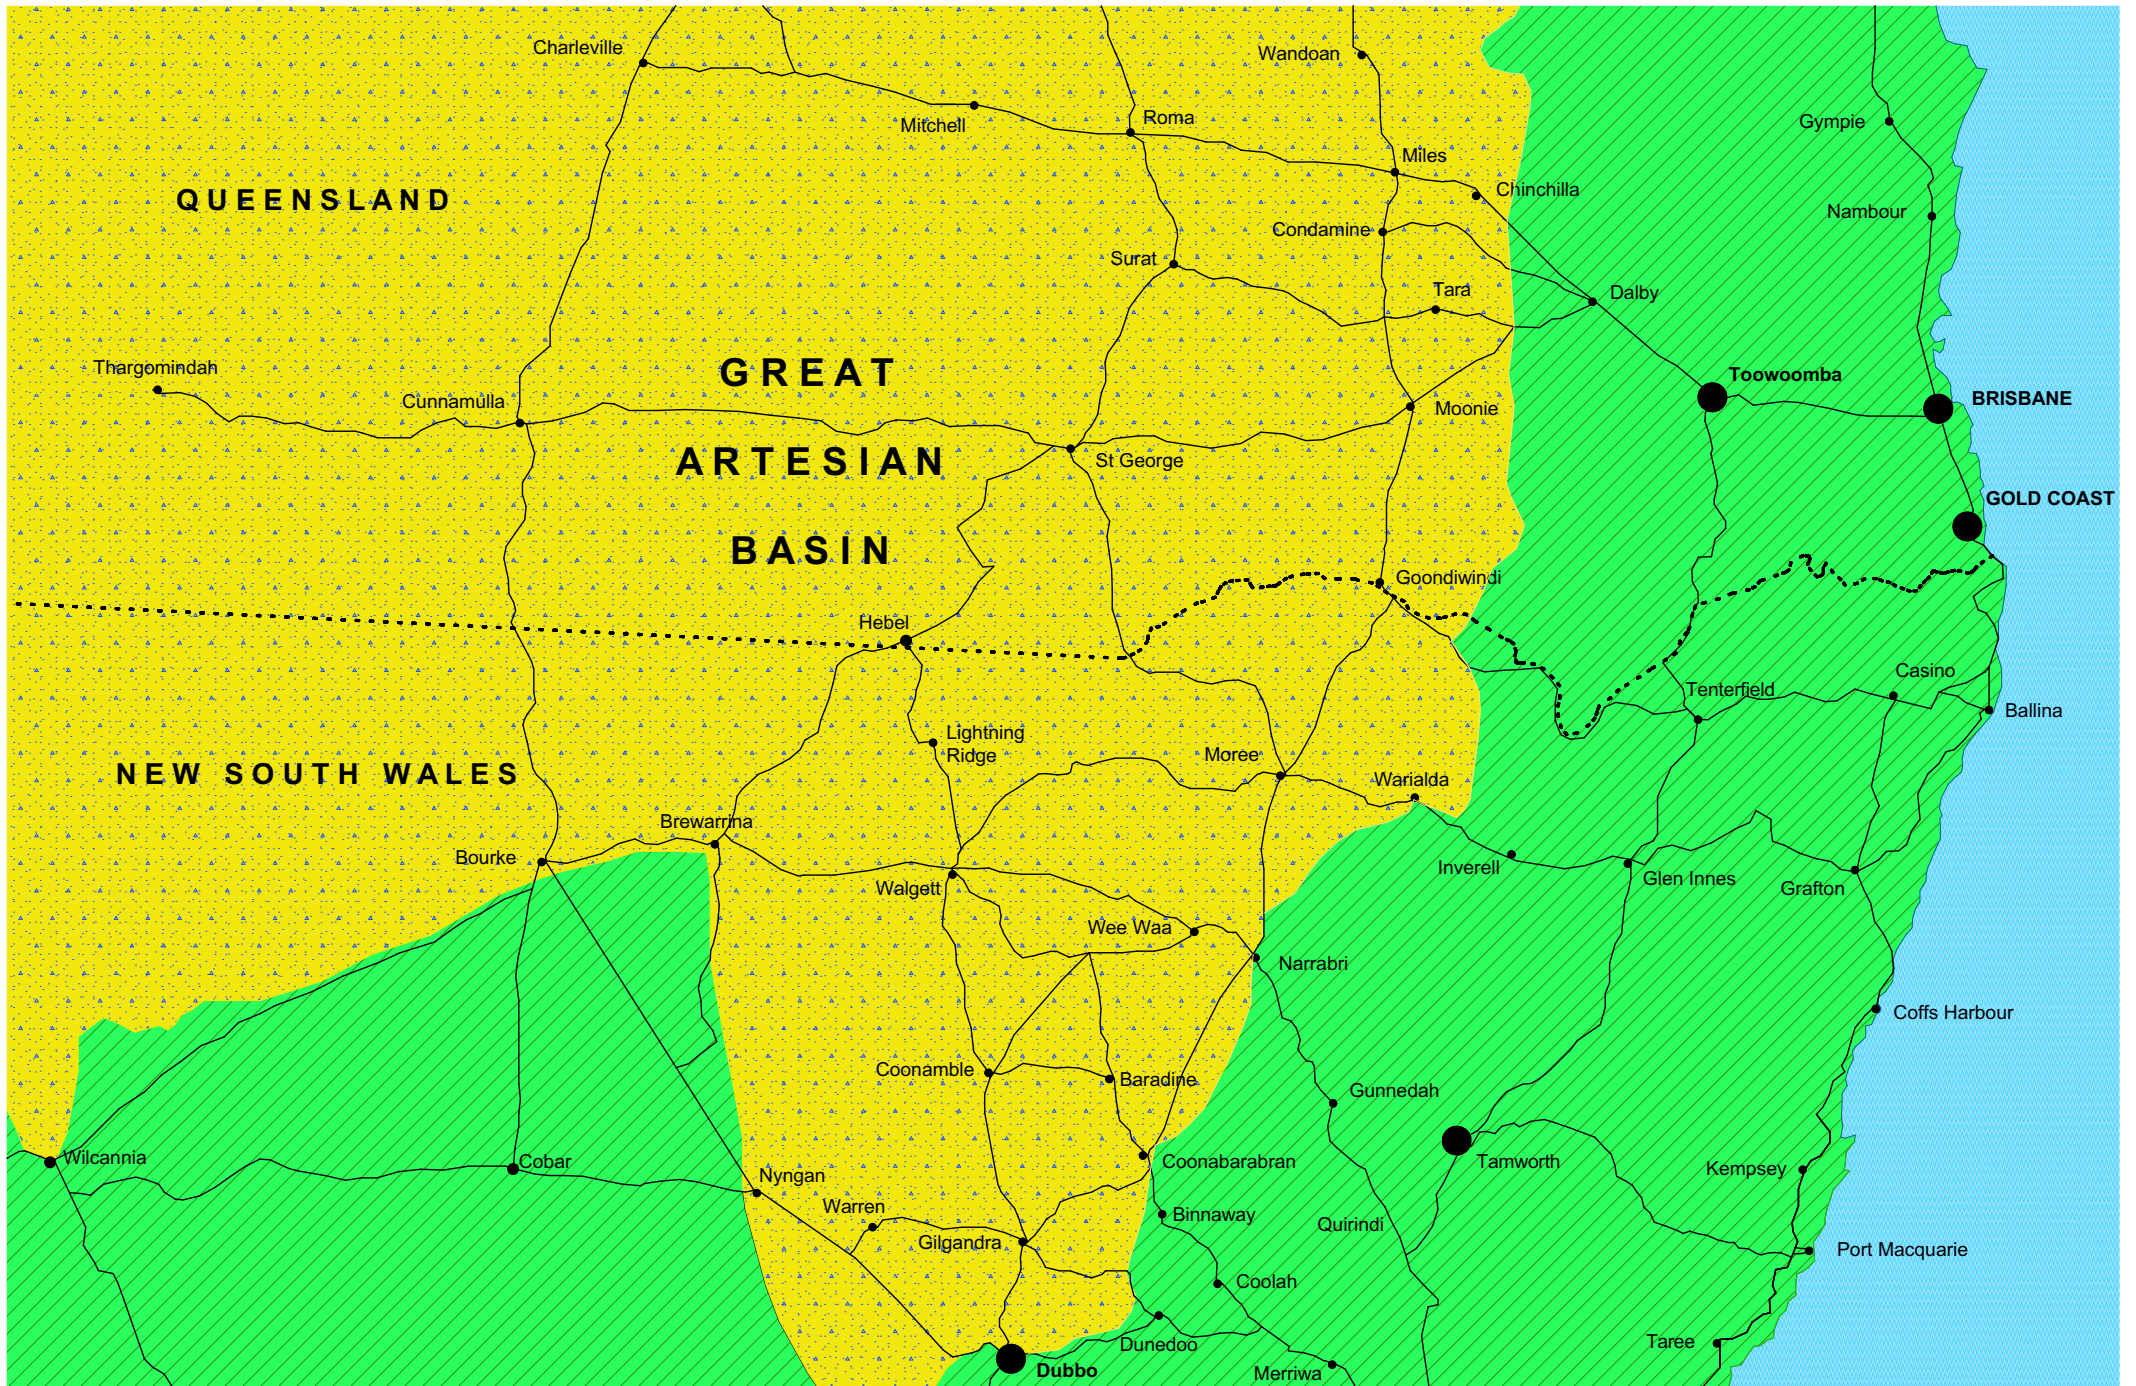 Charleville
Wandoan
Mitchell
Roma
Gympie
Miles
Chinchilla
QUEENSLAND
Nambour
Condamine
Surat
Tara
Dalby
Thargomindah
GREAT
Toowoomba
Cunnamulla
Moonie
BRISBANE
ARTESIAN
St George
GOLD COAST
BASIN
Goondiwindi
Hebel
Casino
Tenterfield
Ballina
Lightning
Ridge
Moree
NEW SOUTH WALES
Warialda
Brewarrina
Bourke
Inverell
Glen Innes
Walgett
Grafton
Wee Waa
Narrabri
Coffs Harbour
Coonamble
Baradine
Gunnedah
Wilcannia
Cobar
Coonabarabran
Tamworth
Kempsey
Nyngan
Warren
Binnaway
Quirindi
Gilgandra
Port Macquarie
Coolah
Dunedoo
Taree
Dubbo
Merriwa